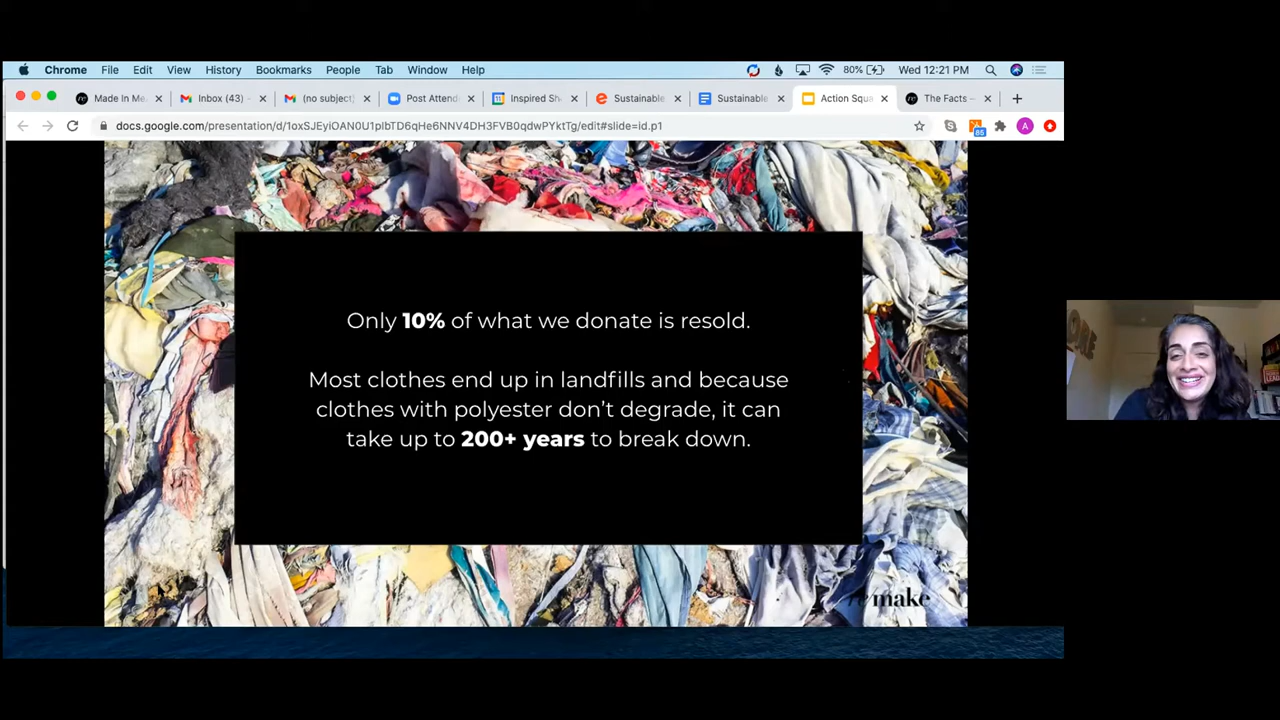 Chrome File Edit View History Bookmarks People Tab Window Help 80% Wed 12:21 PM
Made In Me. Inbox (43) - (no subject) Post Attend Inspired Sh Sustainable Sustainable Action Squa The Facts –
docs.google.com/presentation/d/1oxSJEyiOAN0U1plbTD6qHe6NNV4DH3FVB0qdwPYktTg/edit#slide=id.p1
85 A
Only 10% of what we donate is resold.
Most clothes end up in landfills and because
clothes with polyester don't degrade, it can
take up to 200+ years to break down.
make